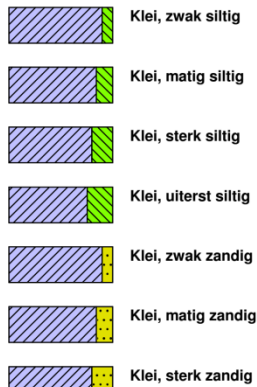 Klei, zwak siltig
Klei, matig siltig
Klei, sterk siltig
Klei, uiterst siltig
Klei, zwak zandig
Klei, matig zandig
Klei, sterk zandig